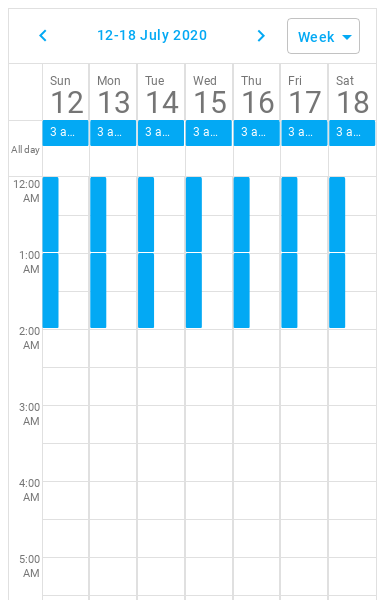 12-18 July 2020
Week
Sun Mon Tue Wed Thu Fri Sat
12 13 14 15 16 17 18
3 a... 3 a... 3 a... 3 a... 3 a... 3 a... 3 a...
All day
12:00
AM
1:00
AM
2:00
AM
3:00
AM
4:00
AM
5:00
AM